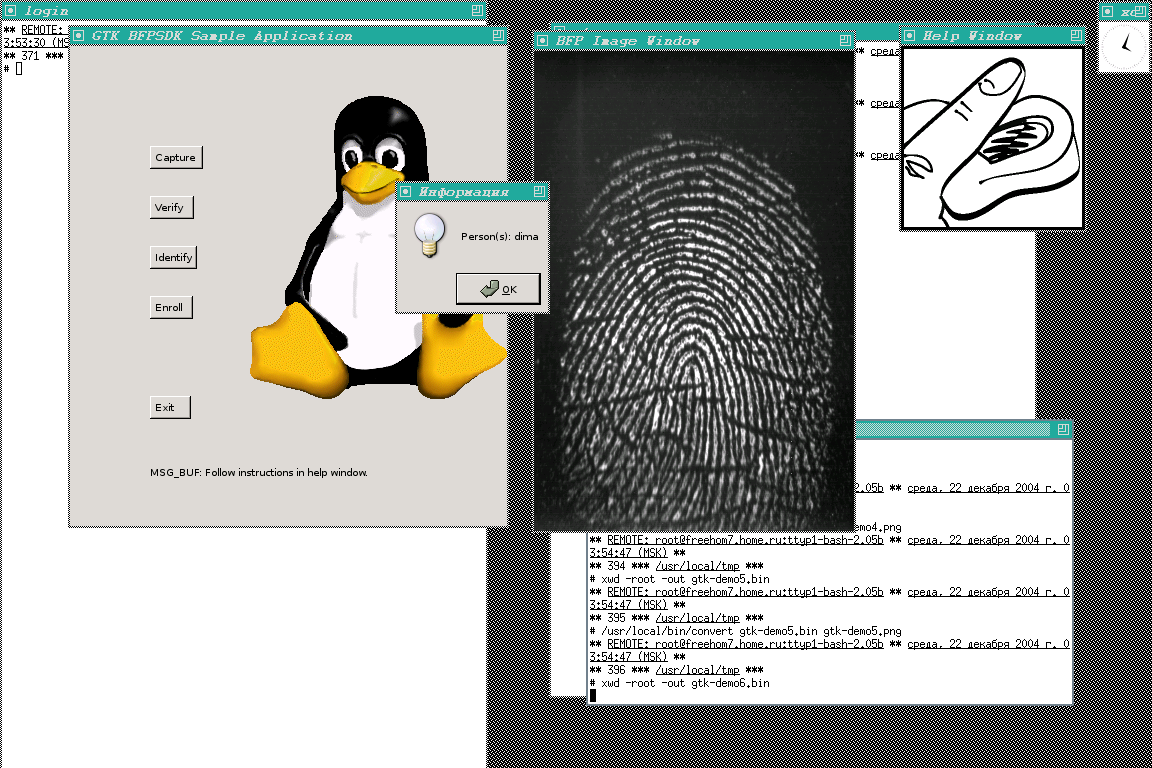 login
** REMOTE:
3:53:30 (MS
** 371 ***
#
GTK BFPSDK Sample Application
Capture
Verify
Identify
Enroll
Exit
MSG_BUF: Follow instructions in help window.
Информация
Person(s): dima
OK
BFP Image Window
Help Window
** среда
** среда
** среда
2.05b ** среда, 22 декабря 2004 г. 0
emo4.png
** REMOTE: root@freehom7.home.ru:ttyp1-bash-2.05b ** среда, 22 декабря 2004 г. 0
3:54:47 (MSK) **
** 394 *** /usr/local/tmp ***
# xwd -root -out gtk-demo5.bin
** REMOTE: root@freehom7.home.ru:ttyp1-bash-2.05b ** среда, 22 декабря 2004 г. 0
3:54:47 (MSK) **
** 395 *** /usr/local/tmp ***
# /usr/local/bin/convert gtk-demo5.bin gtk-demo5.png
** REMOTE: root@freehom7.home.ru:ttyp1-bash-2.05b ** среда, 22 декабря 2004 г. 0
3:54:47 (MSK) **
** 396 *** /usr/local/tmp ***
# xwd -root -out gtk-demo6.bin